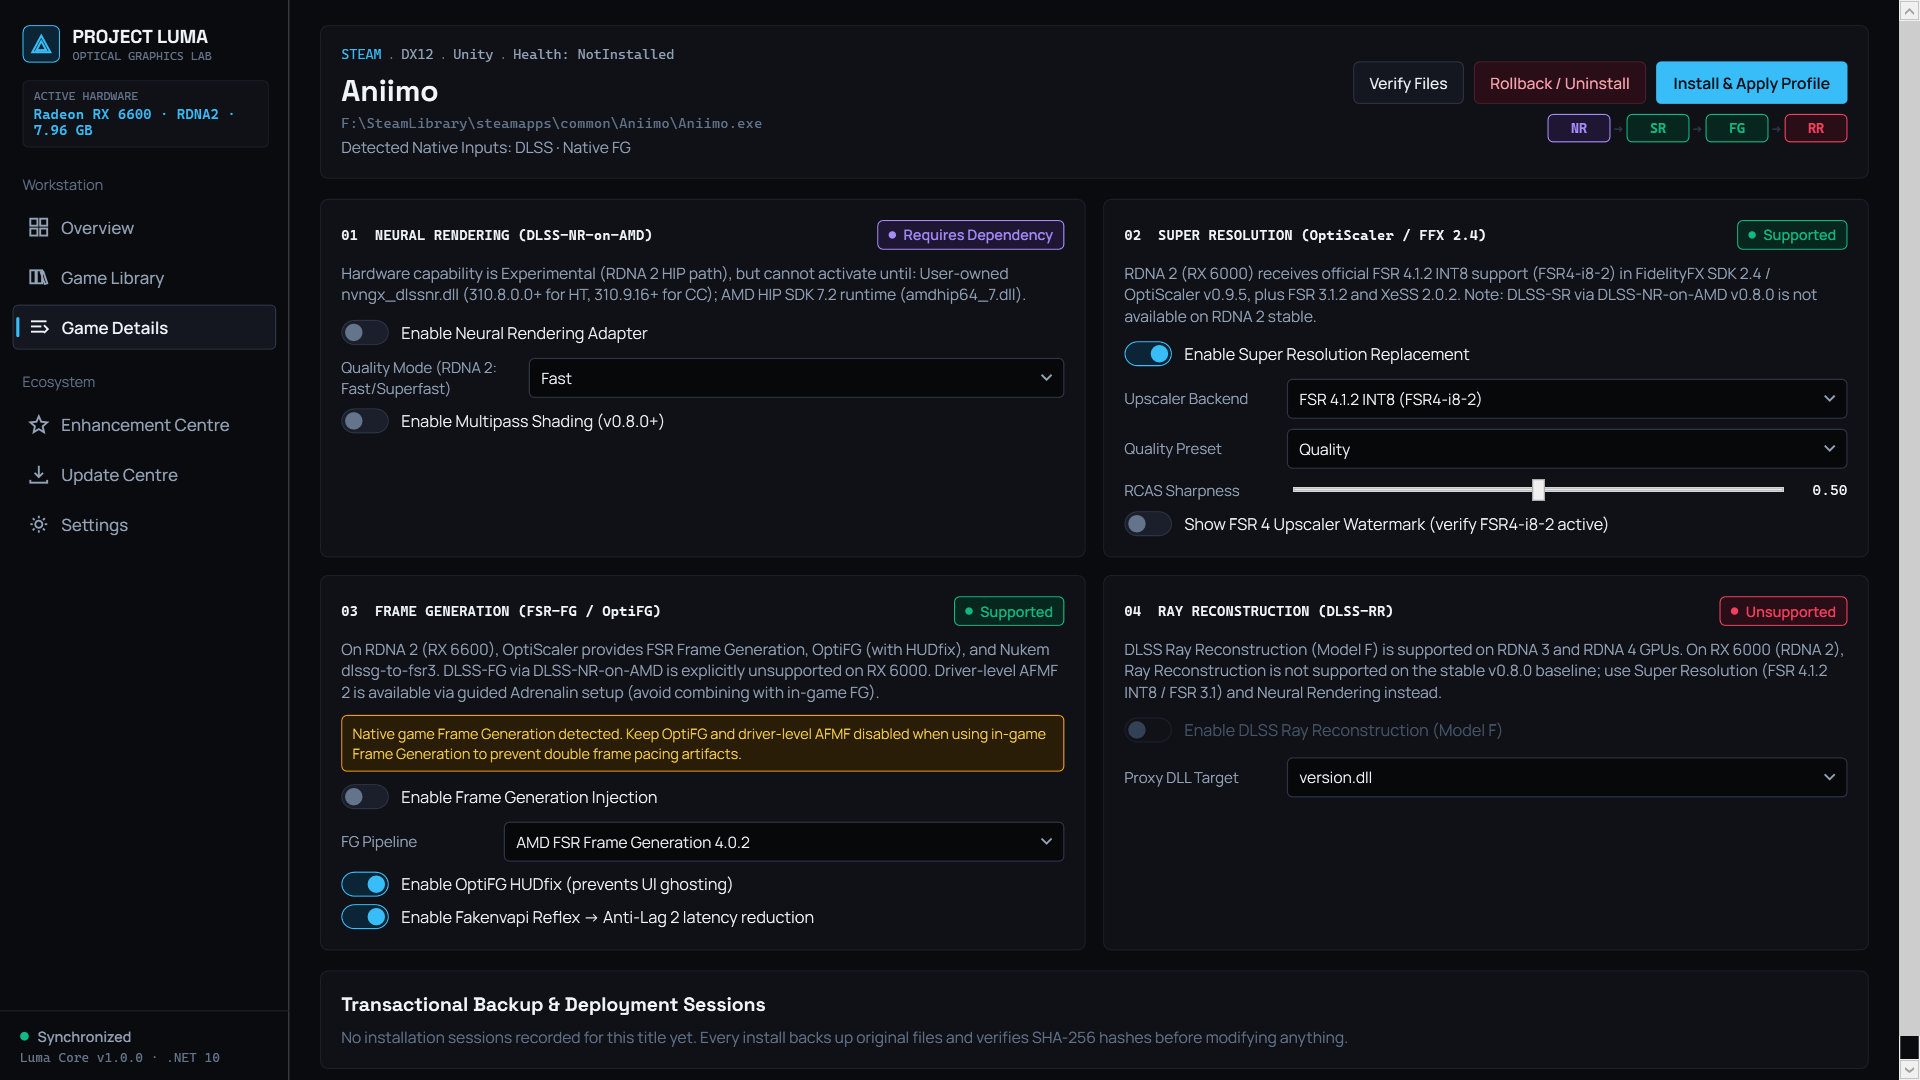 PROJECT LUMA
OPTICAL GRAPHICS LAB
ACTIVE HARDWARE
Radeon RX 6600 · RDNA2 ·
7.96 GB
Workstation
Overview
Game Library
Game Details
Ecosystem
Enhancement Centre
Update Centre
Settings
Synchronized
Luma Core v1.0.0 · .NET 10
STEAM . DX12 . Unity . Health: NotInstalled
Aniimo
F:\SteamLibrary\steamapps\common\Aniimo\Aniimo.exe
Detected Native Inputs: DLSS · Native FG
Verify Files
Rollback / Uninstall
Install & Apply Profile
NR → SR → FG → RR
01 NEURAL RENDERING (DLSS-NR-on-AMD)
Requires Dependency
Hardware capability is Experimental (RDNA 2 HIP path), but cannot activate until: User-owned
nvngx_dlssnr.dll (310.8.0.0+ for HT, 310.9.16+ for CC); AMD HIP SDK 7.2 runtime (amdhip64_7.dll).
Enable Neural Rendering Adapter
Quality Mode (RDNA 2:
Fast/Superfast)
Fast
Enable Multipass Shading (v0.8.0+)
02 SUPER RESOLUTION (OptiScaler / FFX 2.4)
Supported
RDNA 2 (RX 6000) receives official FSR 4.1.2 INT8 support (FSR4-i8-2) in FidelityFX SDK 2.4 /
OptiScaler v0.9.5, plus FSR 3.1.2 and XeSS 2.0.2. Note: DLSS-SR via DLSS-NR-on-AMD v0.8.0 is not
available on RDNA 2 stable.
Enable Super Resolution Replacement
Upscaler Backend
FSR 4.1.2 INT8 (FSR4-i8-2)
Quality Preset
Quality
RCAS Sharpness
0.50
Show FSR 4 Upscaler Watermark (verify FSR4-i8-2 active)
03 FRAME GENERATION (FSR-FG / OptiFG)
Supported
On RDNA 2 (RX 6600), OptiScaler provides FSR Frame Generation, OptiFG (with HUDfix), and Nukem
dlssg-to-fsr3. DLSS-FG via DLSS-NR-on-AMD is explicitly unsupported on RX 6000. Driver-level AFMF
2 is available via guided Adrenalin setup (avoid combining with in-game FG).
Native game Frame Generation detected. Keep OptiFG and driver-level AFMF disabled when using in-game
Frame Generation to prevent double frame pacing artifacts.
Enable Frame Generation Injection
FG Pipeline
AMD FSR Frame Generation 4.0.2
Enable OptiFG HUDfix (prevents UI ghosting)
Enable Fakenvapi Reflex → Anti-Lag 2 latency reduction
04 RAY RECONSTRUCTION (DLSS-RR)
Unsupported
DLSS Ray Reconstruction (Model F) is supported on RDNA 3 and RDNA 4 GPUs. On RX 6000 (RDNA 2),
Ray Reconstruction is not supported on the stable v0.8.0 baseline; use Super Resolution (FSR 4.1.2
INT8 / FSR 3.1) and Neural Rendering instead.
Enable DLSS Ray Reconstruction (Model F)
Proxy DLL Target
version.dll
Transactional Backup & Deployment Sessions
No installation sessions recorded for this title yet. Every install backs up original files and verifies SHA-256 hashes before modifying anything.